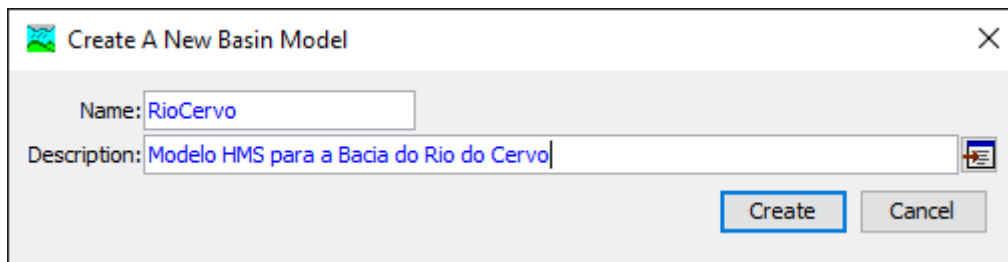 Create A New Basin Model
Name: RioCervo
Description: Modelo HMS para a Bacia do Rio do Cervo
Create Cancel